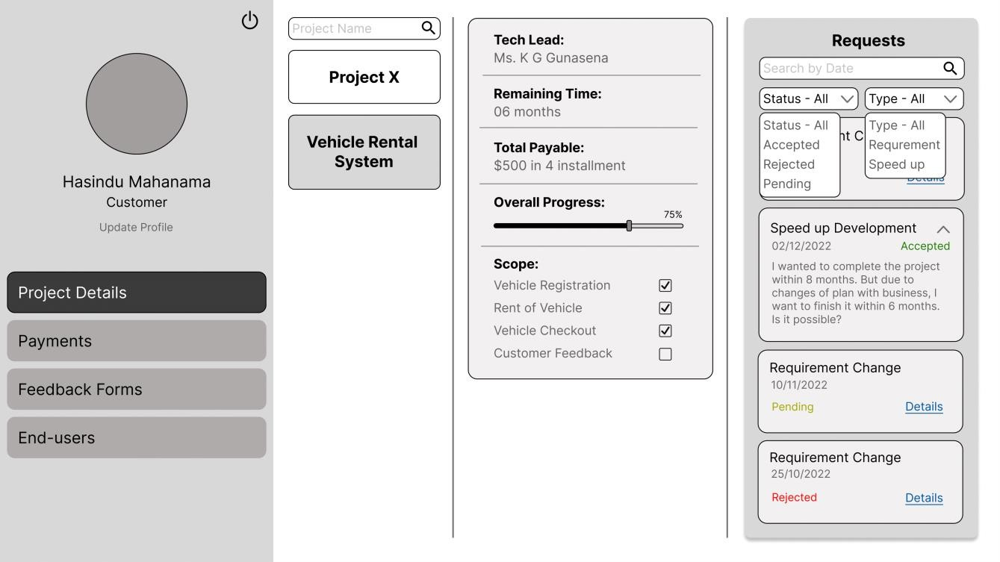 Hasindu Mahanama
Customer
Update Profile
Project Details
Payments
Feedback Forms
End-users
Project Name
Project X
Vehicle Rental
System
Tech Lead:
Ms. K G Gunasena
Remaining Time:
06 months
Total Payable:
$500 in 4 installment
Overall Progress:
75%
Scope:
Vehicle Registration
Rent of Vehicle
Vehicle Checkout
Customer Feedback
Requests
Search by Date
Status - All
Type - All
Status - All
Accepted
Rejected
Pending
Type - All
Requrement
Speed up
nt C
Details
Speed up Development
02/12/2022
Accepted
I wanted to complete the project
within 8 months. But due to
changes of plan with business, I
want to finish it within 6 months.
Is it possible?
Requirement Change
10/11/2022
Pending
Details
Requirement Change
25/10/2022
Rejected
Details